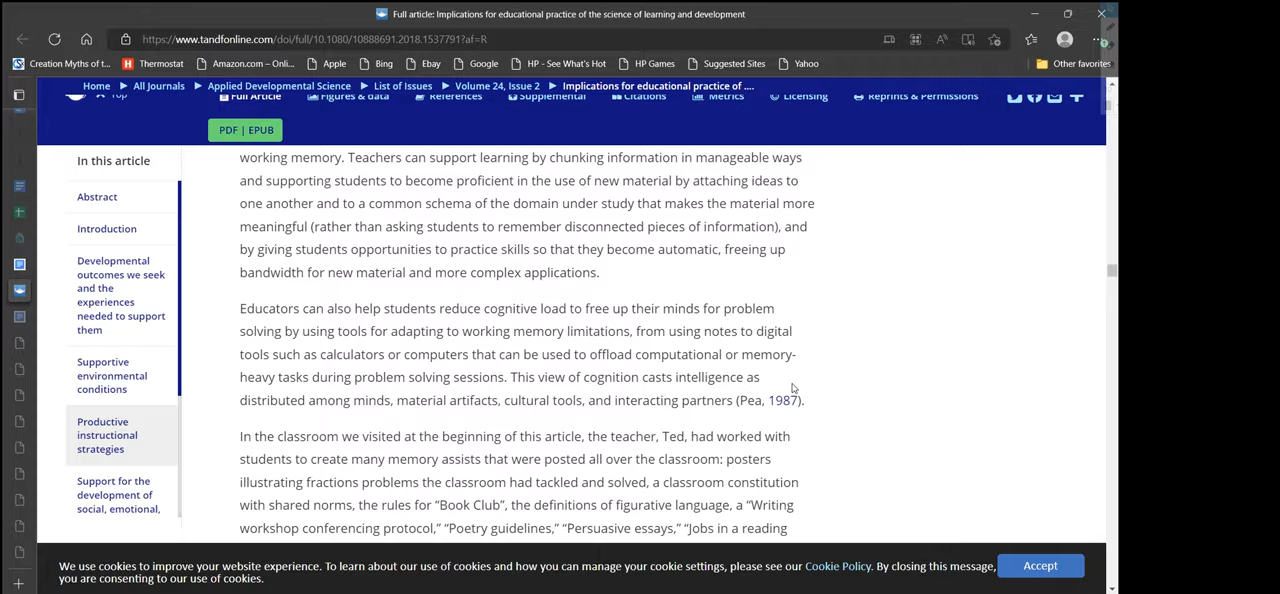 Full article: Implications for educational practice of the science of learning and development
https://www.tandfonline.com/doi/full/10.1080/10888691.2018.1537791?af=R
Creation Myths of t... Thermostat Amazon.com – Onli... Apple Bing Ebay Google HP - See What's Hot HP Games Suggested Sites Yahoo Other favorites
Home All Journals Applied Developmental Science List of Issues Volume 24, Issue 2 Implications for educational practice of ....
Top Full Article Figures & data References Supplemental Citations Metrics Licensing Reprints & Permissions
PDF | EPUB
In this article
Abstract
Introduction
Developmental
outcomes we seek
and the
experiences
needed to support
them
Supportive
environmental
conditions
Productive
instructional
strategies
Support for the
development of
social, emotional,
working memory. Teachers can support learning by chunking information in manageable ways
and supporting students to become proficient in the use of new material by attaching ideas to
one another and to a common schema of the domain under study that makes the material more
meaningful (rather than asking students to remember disconnected pieces of information), and
by giving students opportunities to practice skills so that they become automatic, freeing up
bandwidth for new material and more complex applications.
Educators can also help students reduce cognitive load to free up their minds for problem
solving by using tools for adapting to working memory limitations, from using notes to digital
tools such as calculators or computers that can be used to offload computational or memory-
heavy tasks during problem solving sessions. This view of cognition casts intelligence as
distributed among minds, material artifacts, cultural tools, and interacting partners (Pea, 1987).
In the classroom we visited at the beginning of this article, the teacher, Ted, had worked with
students to create many memory assists that were posted all over the classroom: posters
illustrating fractions problems the classroom had tackled and solved, a classroom constitution
with shared norms, the rules for “Book Club”, the definitions of figurative language, a “Writing
workshop conferencing protocol,” “Poetry guidelines,” “Persuasive essays,” “Jobs in a reading
We use cookies to improve your website experience. To learn about our use of cookies and how you can manage your cookie settings, please see our Cookie Policy. By closing this message,
you are consenting to our use of cookies.
Accept